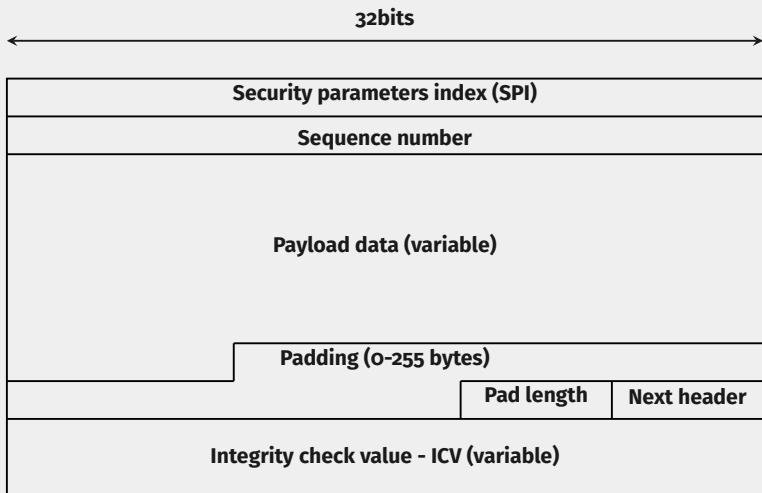 32bits
Security parameters index (SPI)
Sequence number
Payload data (variable)
Padding (0-255 bytes)
Pad length
Next header
Integrity check value - ICV (variable)